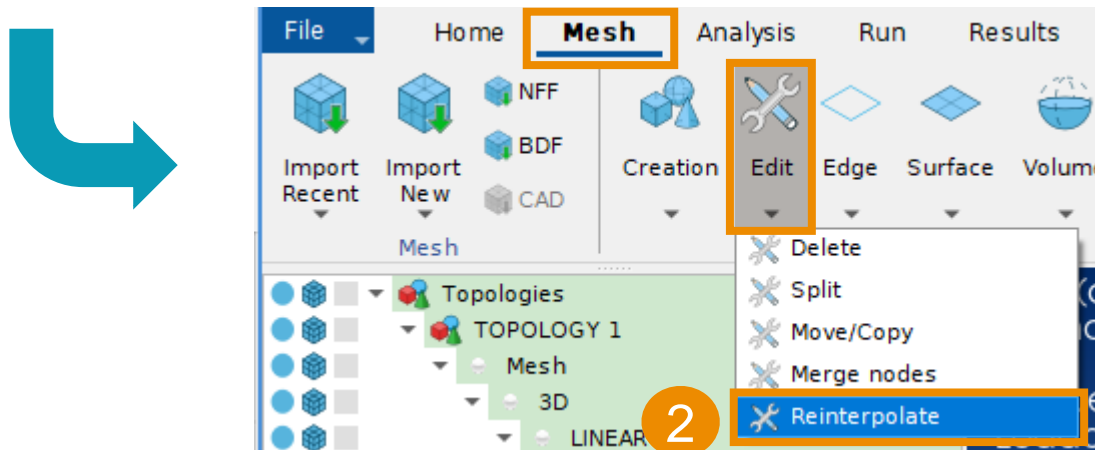 File Home Mesh Analysis Run Results
NFF
BDF
CAD
Import Recent
Import New
Creation Edit Edge Surface
Mesh
Delete
Split
Move/Copy
Merge nodes
Reinterpolate
Topologies
TOPOLOGY 1
Mesh
3D
LINEAR
2